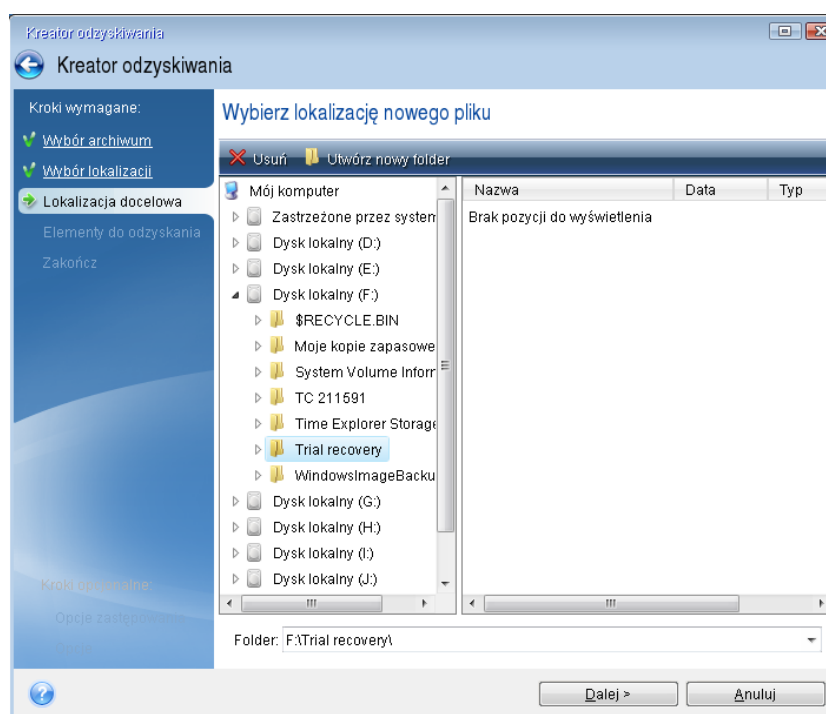 Kreator odzyskiwania
Kreator odzyskiwania
Kroki wymagane:
Wybór archiwum
Wybór lokalizacji
Lokalizacja docelowa
Elementy do odzyskania
Zakończ
Kroki opcjonalne:
Opcje zastępowania
Wybierz lokalizację nowego pliku
Usuń Utwórz nowy folder
Mój komputer
Zastrzeżone przez system
Dysk lokalny (D:)
Dysk lokalny (E:)
Dysk lokalny (F:)
$RECYCLE.BIN
Moje kopie zapasowe
System Volume Inforr
TC 211591
Time Explorer Storage
Trial recovery
WindowsImageBacku
Dysk lokalny (G:)
Dysk lokalny (H:)
Dysk lokalny (I:)
Dysk lokalny (J:)
Nazwa Data Typ
Brak pozycji do wyświetlenia
Folder: F:\Trial recovery\
Dalej > Anuluj